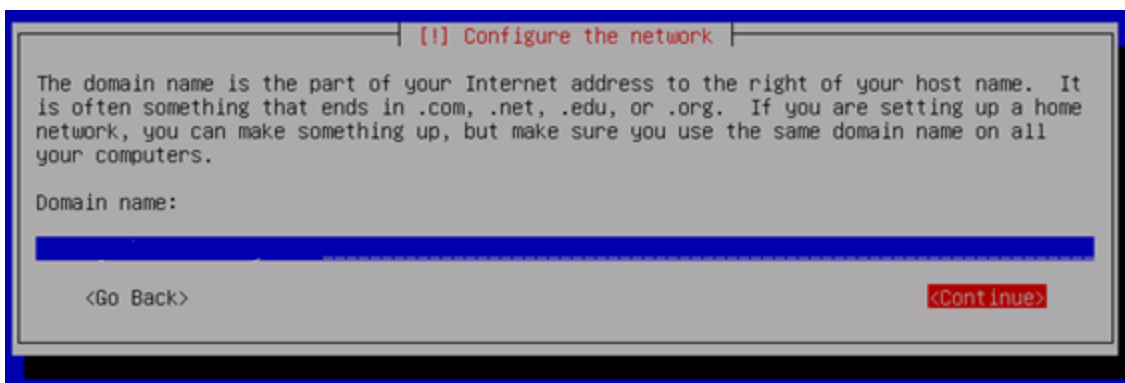 [!] Configure the network
The domain name is the part of your Internet address to the right of your host name.  It
is often something that ends in .com, .net, .edu, or .org.  If you are setting up a home
network, you can make something up, but make sure you use the same domain name on all
your computers.
Domain name:
<Go Back> <Continue>